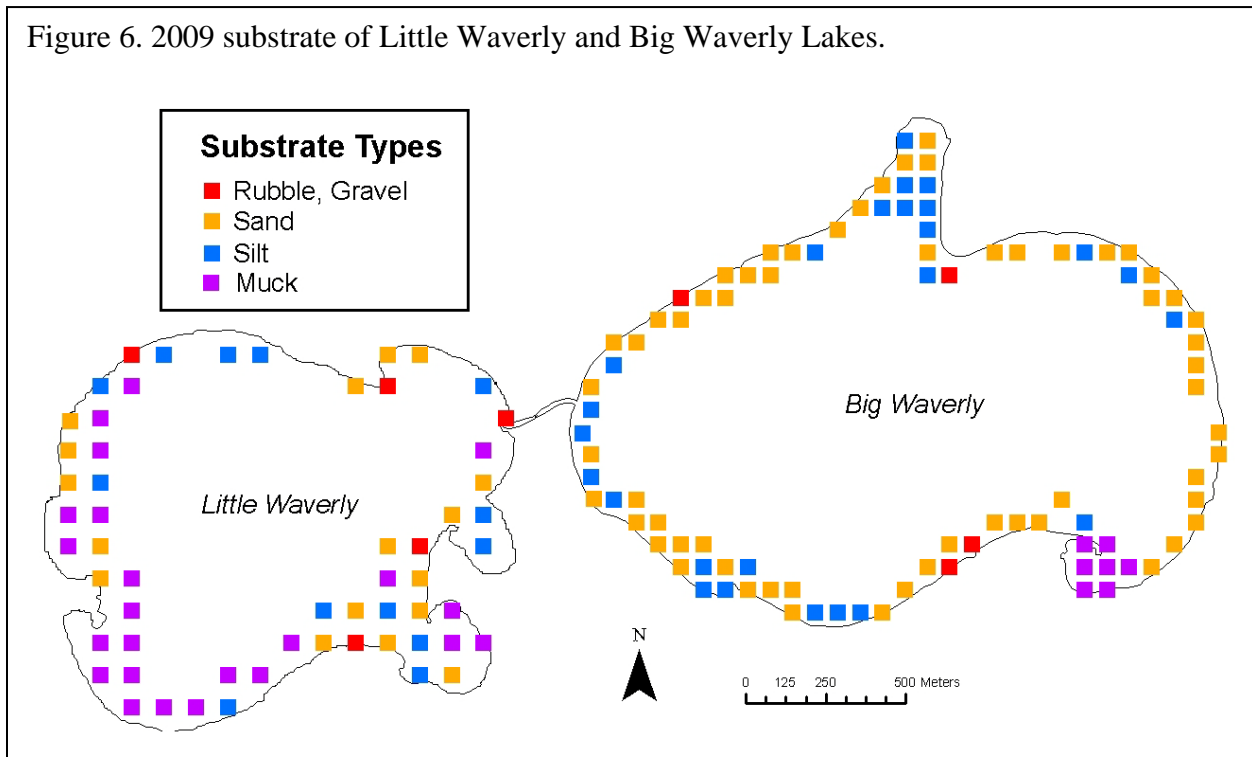 Figure 6. 2009 substrate of Little Waverly and Big Waverly Lakes.
Substrate Types
Rubble, Gravel
Sand
Silt
Muck
Big Waverly
Little Waverly
N
0 125 250 500 Meters